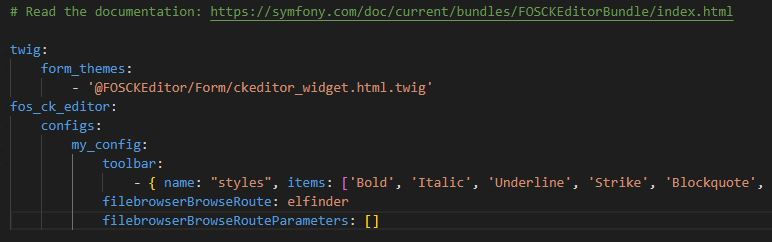 # Read the documentation: https://symfony.com/doc/current/bundles/FOSCKEditorBundle/index.html
twig:
form_themes:
- '@FOSCKEditor/Form/ckeditor_widget.html.twig'
fos_ck_editor:
configs:
my_config:
toolbar:
- { name: "styles", items: ['Bold', 'Italic', 'Underline', 'Strike', 'Blockquote',
filebrowserBrowseRoute: elfinder
filebrowserBrowseRouteParameters: []